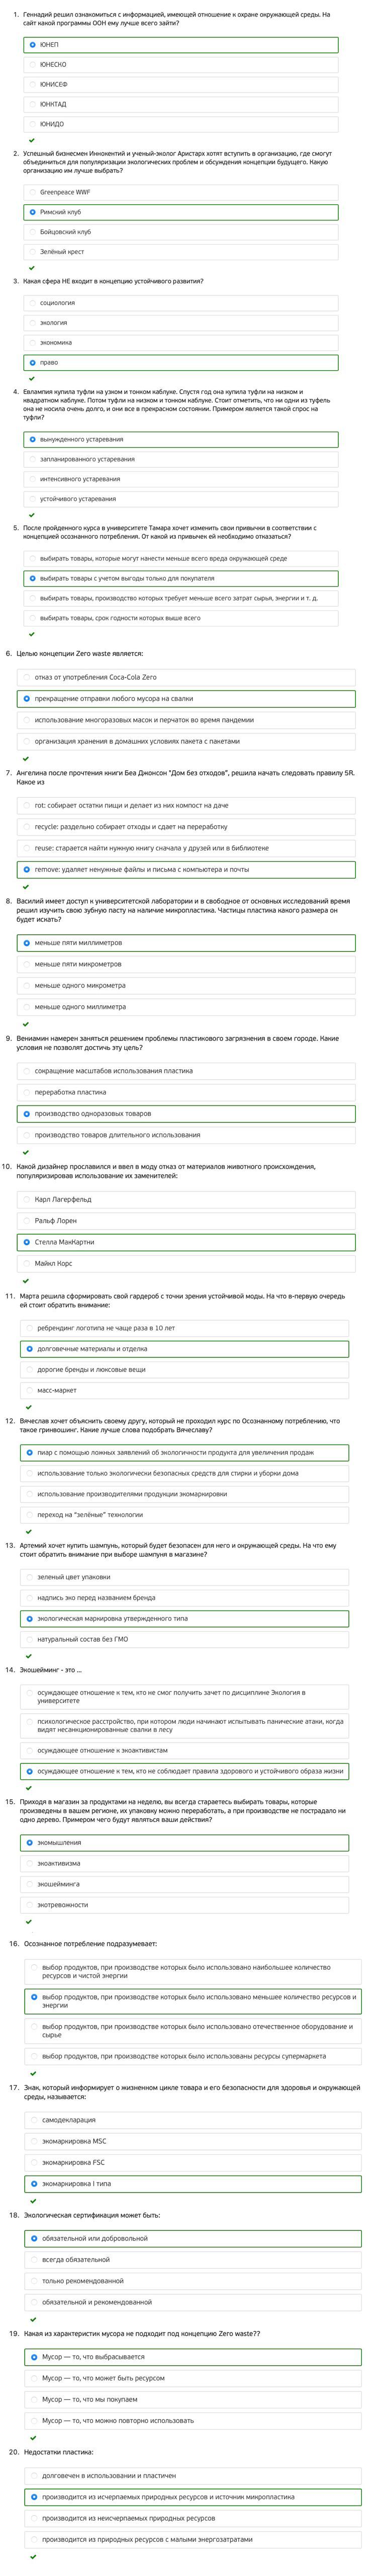 1. Геннадий решил ознакомиться с информацией, имеющей отношение к охране окружающей среды. На
сайт какой программы ООН ему лучше всего зайти?
ЮНЕП
ЮНЕСКО
ЮНИСЕФ
ЮНКТАД
ЮНИДО
2. Успешный бизнесмен Иннокентий и ученый-эколог Аристарх хотят вступить в организацию, где смогут
объединиться для популяризации экологических проблем и обсуждения концепции будущего. Какую
организацию им лучше выбрать?
Greenpeace WWF
Римский клуб
Бойцовский клуб
Зелёный крест
3. Какая сфера НЕ входит в концепцию устойчивого развития?
социология
экология
экономика
право
4. Евлампия купила туфли на узком и тонком каблуке. Спустя год она купила туфли на низком и
квадратном каблуке. Потом туфли на низком и тонком каблуке. Стоит отметить, что ни одни из туфель
она не носила очень долго, и они все в прекрасном состоянии. Примером является такой спрос на
туфли?
вынужденного устаревания
запланированного устаревания
интенсивного устаревания
устойчивого устаревания
5. После пройденного курса в университете Тамара хочет изменить свои привычки в соответствии с
концепцией осознанного потребления. От какой из привычек ей необходимо отказаться?
выбирать товары, которые могут нанести меньше всего вреда окружающей среде
выбирать товары с учетом выгоды только для покупателя
выбирать товары, производство которых требует меньше всего затрат сырья, энергии и т. д.
выбирать товары, срок годности которых выше всего
6. Целью концепции Zero waste является:
отказ от употребления Coca-Cola Zero
прекращение отправки любого мусора на свалки
использование многоразовых масок и перчаток во время пандемии
организация хранения в домашних условиях пакета с пакетами
7. Ангелина после прочтения книги Беа Джонсон "Дом без отходов", решила начать следовать правилу 5R.
Какое из
rot: собирает остатки пищи и делает из них компост на даче
recycle: раздельно собирает отходы и сдает на переработку
reuse: старается найти нужную книгу сначала у друзей или в библиотеке
remove: удаляет ненужные файлы и письма с компьютера и почты
8. Василий имеет доступ к университетской лаборатории и в свободное от основных исследований время
решил изучить свою зубную пасту на наличие микропластика. Частицы пластика какого размера он
будет искать?
меньше пяти миллиметров
меньше пяти микрометров
меньше одного микрометра
меньше одного миллиметра
9. Вениамин намерен заняться решением проблемы пластикового загрязнения в своем городе. Какие
условия не позволят достичь эту цель?
сокращение масштабов использования пластика
переработка пластика
производство одноразовых товаров
производство товаров длительного использования
10. Какой дизайнер прославился и ввел в моду отказ от материалов животного происхождения,
популяризировав использование их заменителей:
Карл Лагерфельд
Ральф Лорен
Стелла МакКартни
Майкл Корс
11. Марта решила сформировать свой гардероб с точки зрения устойчивой моды. На что в-первую очередь
ей стоит обратить внимание:
ребрендинг логотипа не чаще раза в 10 лет
долговечные материалы и отделка
дорогие бренды и люксовые вещи
масс-маркет
12. Вячеслав хочет объяснить своему другу, который не проходил курс по Осознанному потреблению, что
такое гринвошинг. Какие лучше слова подобрать Вячеславу?
пиар с помощью ложных заявлений об экологичности продукта для увеличения продаж
использование только экологически безопасных средств для стирки и уборки дома
использование производителями продукции экомаркировки
переход на "зелёные" технологии
13. Артемий хочет купить шампунь, который будет безопасен для него и окружающей среды. На что ему
стоит обратить внимание при выборе шампуня в магазине?
зеленый цвет упаковки
надпись эко перед названием бренда
экологическая маркировка утвержденного типа
натуральный состав без ГМО
14. Экошейминг - это ...
осуждающее отношение к тем, кто не смог получить зачет по дисциплине Экология в
университете
психологическое расстройство, при котором люди начинают испытывать панические атаки, когда
видят несанкционированные свалки в лесу
осуждающее отношение к экоактивистам
осуждающее отношение к тем, кто не соблюдает правила здорового и устойчивого образа жизни
15. Приходя в магазин за продуктами на неделю, вы всегда стараетесь выбирать товары, которые
произведены в вашем регионе, их упаковку можно переработать, а при производстве не пострадало ни
одно дерево. Примером чего будут являться ваши действия?
экомышления
экоактивизма
экошейминга
экотревожности
16. Осознанное потребление подразумевает:
выбор продуктов, при производстве которых было использовано наибольшее количество
ресурсов и чистой энергии
выбор продуктов, при производстве которых было использовано меньшее количество ресурсов и
энергии
выбор продуктов, при производстве которых было использовано отечественное оборудование и
сырье
выбор продуктов, при производстве которых было использованы ресурсы супермаркета
17. Знак, который информирует о жизненном цикле товара и его безопасности для здоровья и окружающей
среды, называется:
самодекларация
экомаркировка MSC
экомаркировка FSC
экомаркировка I типа
18. Экологическая сертификация может быть:
обязательной или добровольной
всегда обязательной
только рекомендованной
обязательной и рекомендованной
19. Какая из характеристик мусора не подходит под концепцию Zero waste??
Мусор — то, что выбрасывается
Мусор — то, что может быть ресурсом
Мусор — то, что мы покупаем
Мусор — то, что можно повторно использовать
20. Недостатки пластика:
долговечен в использовании и пластичен
производится из исчерпаемых природных ресурсов и источник микропластика
производится из неисчерпаемых природных ресурсов
производится из природных ресурсов с малыми энергозатратами